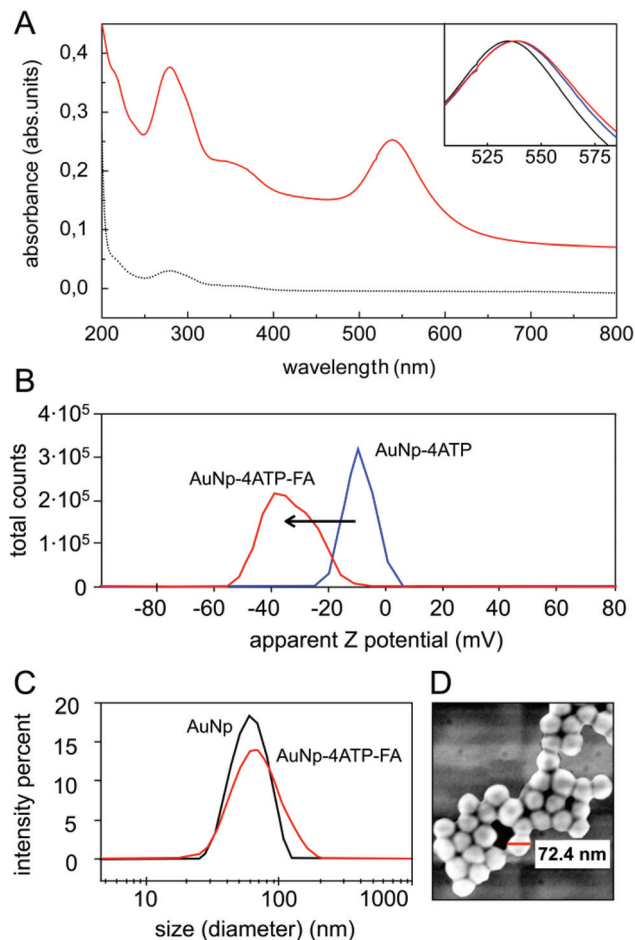 A
0,4
0,3
0,2
0,1
0,0
absorbance (abs.units)
525 550 575
200 300 400 500 600 700 800
wavelength (nm)
B
4·10⁵
3·10⁵
2·10⁵
1·10⁵
0
total counts
AuNp-4ATP-FA
AuNp-4ATP
-80 -60 -40 -20 0 20 40 60 80
apparent Z potential (mV)
C
20
15
10
5
0
intensity percent
AuNp
AuNp-4ATP-FA
10 100 1000
size (diameter) (nm)
D
72.4 nm